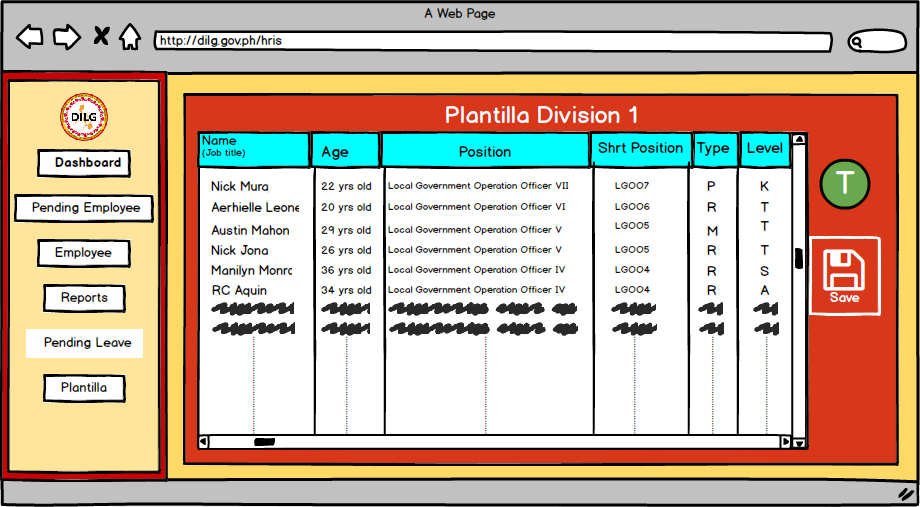 A Web Page
http://dilg.gov.ph/hris
DILG
Dashboard
Pending Employee
Employee
Reports
Pending Leave
Plantilla
Plantilla Division 1
Name Age Position Shrt Position Type Level
(Job title)
Nick Mura 22 yrs old Local Government Operation Officer VII LGOO7 P K
Aerhielle Leone 20 yrs old Local Government Operation Officer VI LGOO6 R T
Austin Mahon 29 yrs old Local Government Operation Officer V LGOO5 M T
Nick Jona 26 yrs old Local Government Operation Officer V LGOO5 R T
Manilyn Monrc 36 yrs old Local Government Operation Officer IV LGOO4 R S
RC Aquin 34 yrs old Local Government Operation Officer IV LGOO4 R A
T
Save